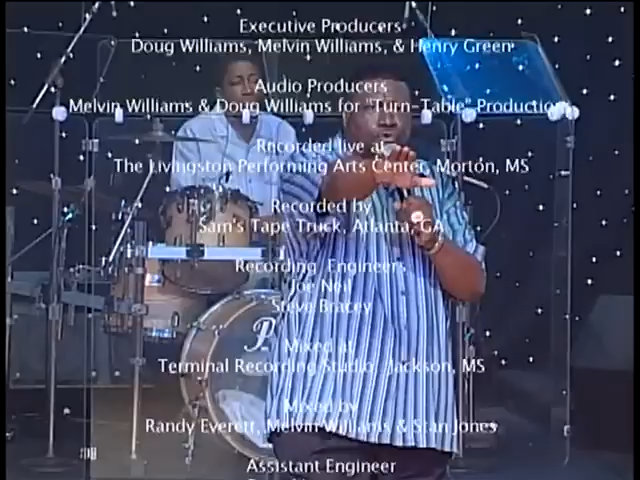 Executive Producers
Doug Williams, Melvin Williams, & Henry Green
Audio Producers
Melvin Williams & Doug Williams for "Turn-Table" Productions
Recorded live at
The Livingston Performing Arts Center, Morton, MS
Recorded by
Sam's Tape Truck, Atlanta, GA
Recording Engineers
Joe Neil
Steve Bracey
Mixed at
Terminal Recording Studio, Jackson, MS
Mixed by
Randy Everett, Melvin Williams & Stan Jones
Assistant Engineer